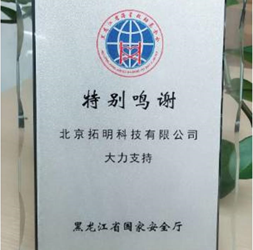 特别鸣谢
北京拓明科技有限公司
大力支持
黑龙江省国家安全厅